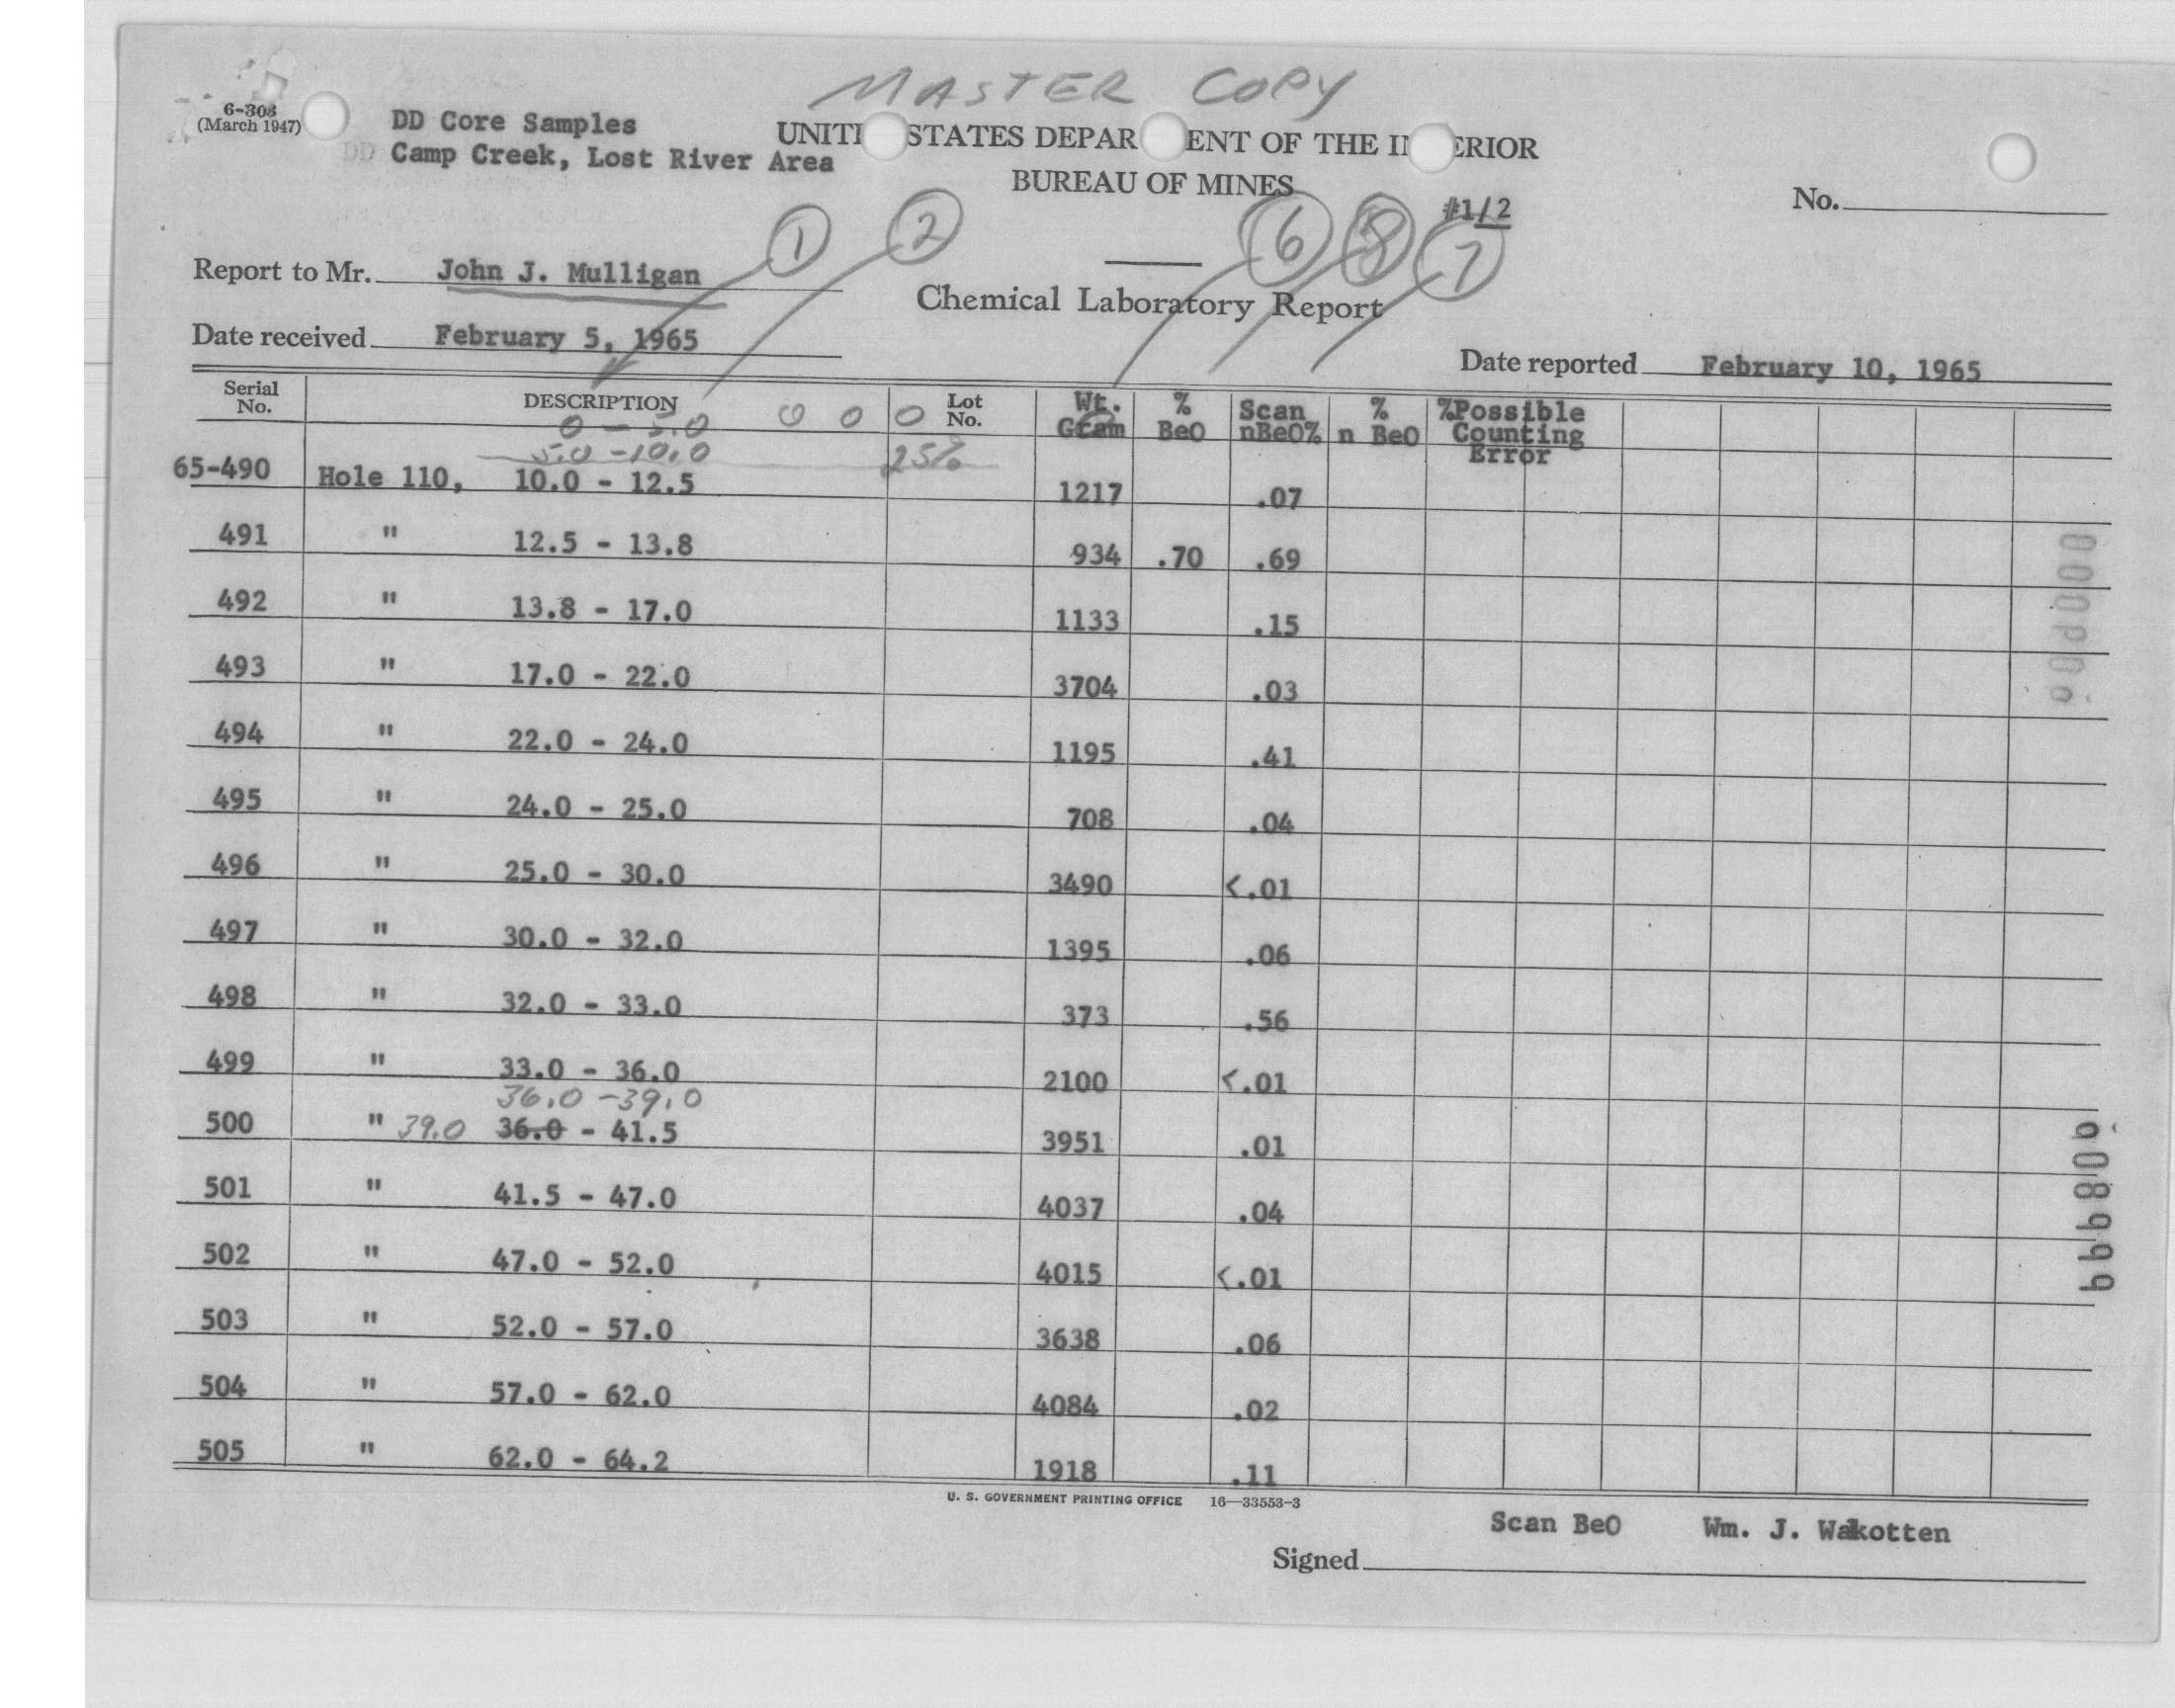 MASTER COPY
6-303
(March 1947)
DD Core Samples
Camp Creek, Lost River Area
UNITE STATES DEPAR ENT OF THE IN ERIOR
BUREAU OF MINES
#1/2
No.
1 2 6 8 7
Report to Mr. John J. Mulligan
Chemical Laboratory Report
Date received February 5, 1965
Date reported February 10, 1965
Serial No. DESCRIPTION Lot No. Wt. Gram % BeO Scan nBeO% % n BeO %Possible Counting Error
0 - 5.0 0 0 0
5.0 - 10.0 25%
65-490 Hole 110, 10.0 - 12.5 1217 .07
491 " 12.5 - 13.8 934 .70 .69
492 " 13.8 - 17.0 1133 .15
493 " 17.0 - 22.0 3704 .03
494 " 22.0 - 24.0 1195 .41
495 " 24.0 - 25.0 708 .04
496 " 25.0 - 30.0 3490 <.01
497 " 30.0 - 32.0 1395 .06
498 " 32.0 - 33.0 373 .56
499 " 33.0 - 36.0 2100 <.01
36.0 - 39.0
500 " 39.0 36.0 - 41.5 3951 .01
501 " 41.5 - 47.0 4037 .04
502 " 47.0 - 52.0 4015 <.01
503 " 52.0 - 57.0 3638 .06
504 " 57.0 - 62.0 4084 .02
505 " 62.0 - 64.2 1918 .11
U. S. GOVERNMENT PRINTING OFFICE 16—33553-3
Scan BeO Wm. J. Wakotten
Signed